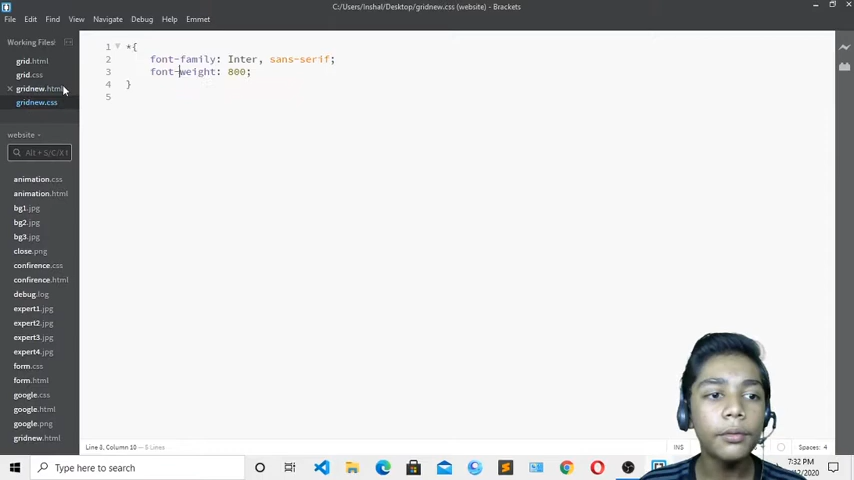 C:/Users/Inshal/Desktop/gridnew.css (website) - Brackets
File Edit Find View Navigate Debug Help Emmet
Working Files
grid.html
grid.css
gridnew.html
gridnew.css
website
Alt + S/C/X
animation.css
animation.html
bg1.jpg
bg2.jpg
bg3.jpg
close.png
confirence.css
confirence.html
debug.log
expert1.jpg
expert2.jpg
expert3.jpg
expert4.jpg
form.css
form.html
google.css
google.html
google.png
gridnew.html
1 *{
2 font-family: Inter, sans-serif;
3 font-weight: 800;
4 }
5
Line 3, Column 10 — 5 Lines
INS
Spaces: 4
Type here to search
7:32 PM